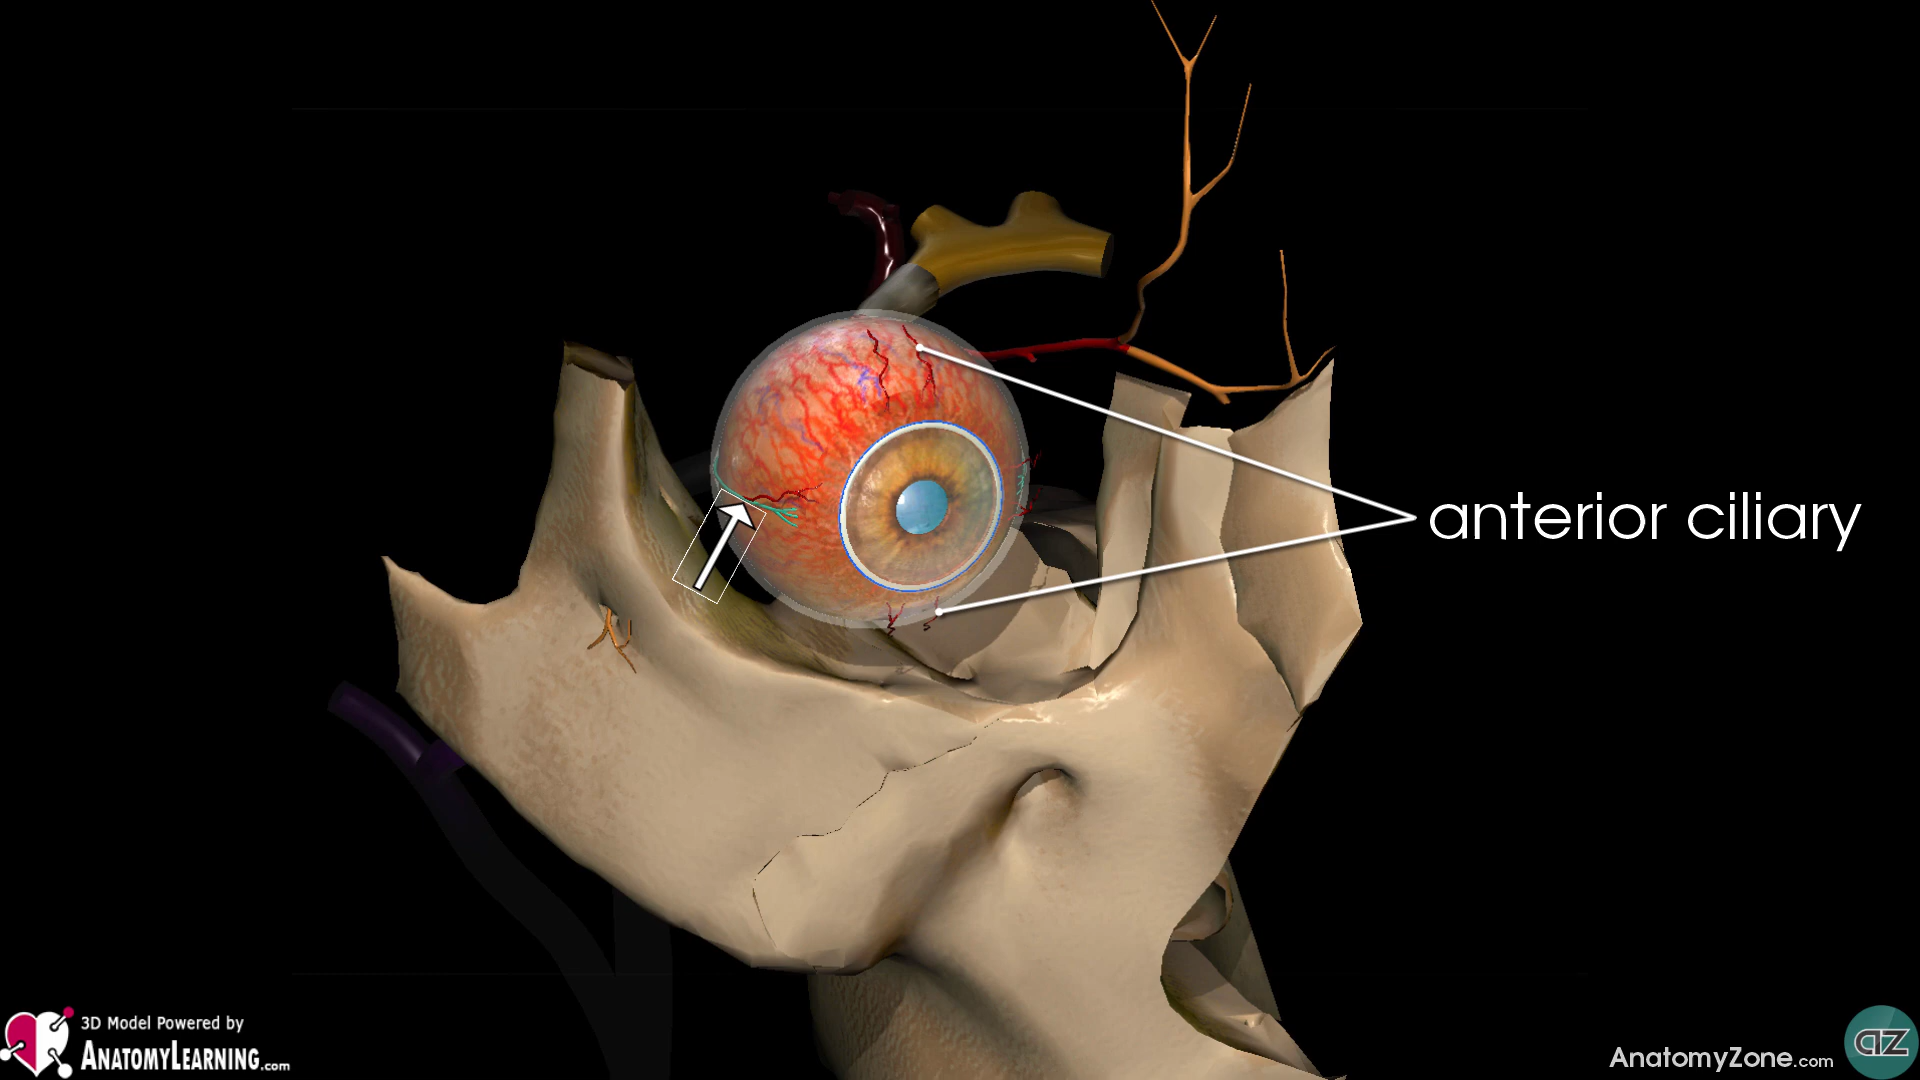 anterior ciliary
3D Model Powered by
ANATOMYLEARNING.com
AnatomyZone.com
az